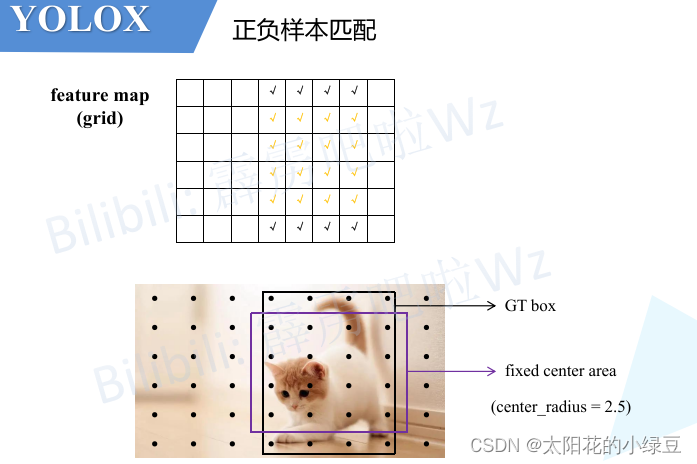 YOLOX
正负样本匹配
feature map
(grid)
√ √ √ √
√ √ √ √
√ √ √ √
√ √ √ √
√ √ √ √
√ √ √ √
Bilibili: 霹雳吧啦Wz
GT box
Bilibili: 霹雳吧啦Wz
fixed center area
(center_radius = 2.5)
CSDN @太阳花的小绿豆